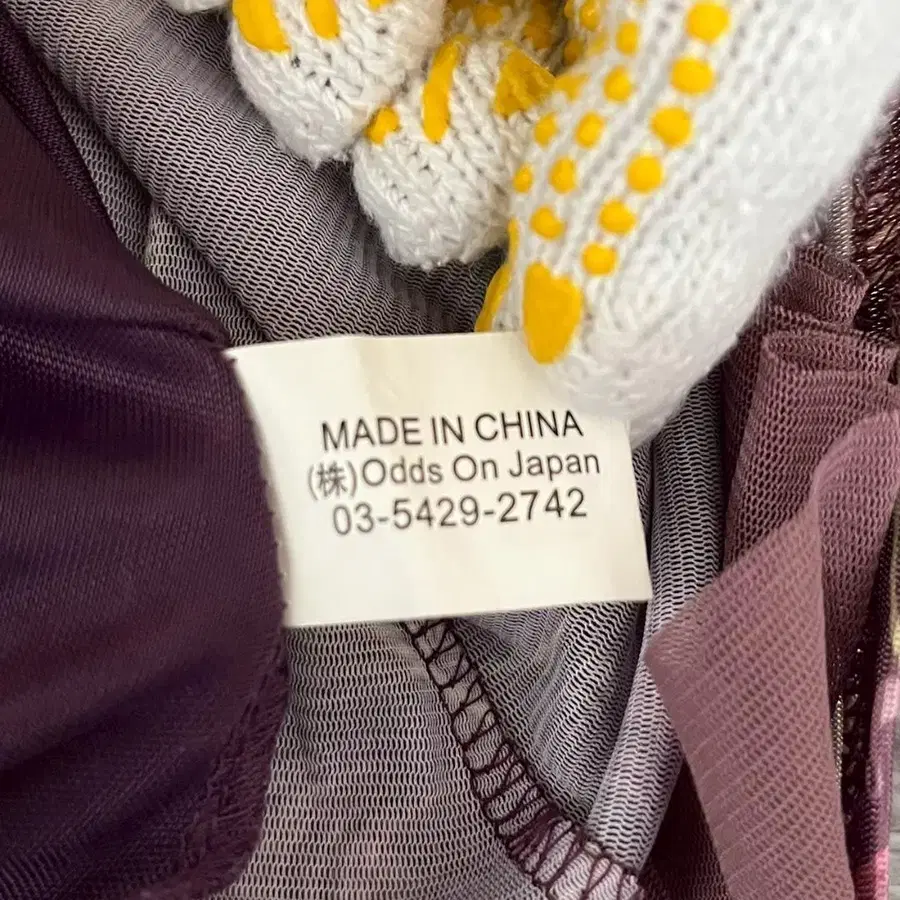 MADE IN CHINA
(株)Odds On Japan
03-5429-2742